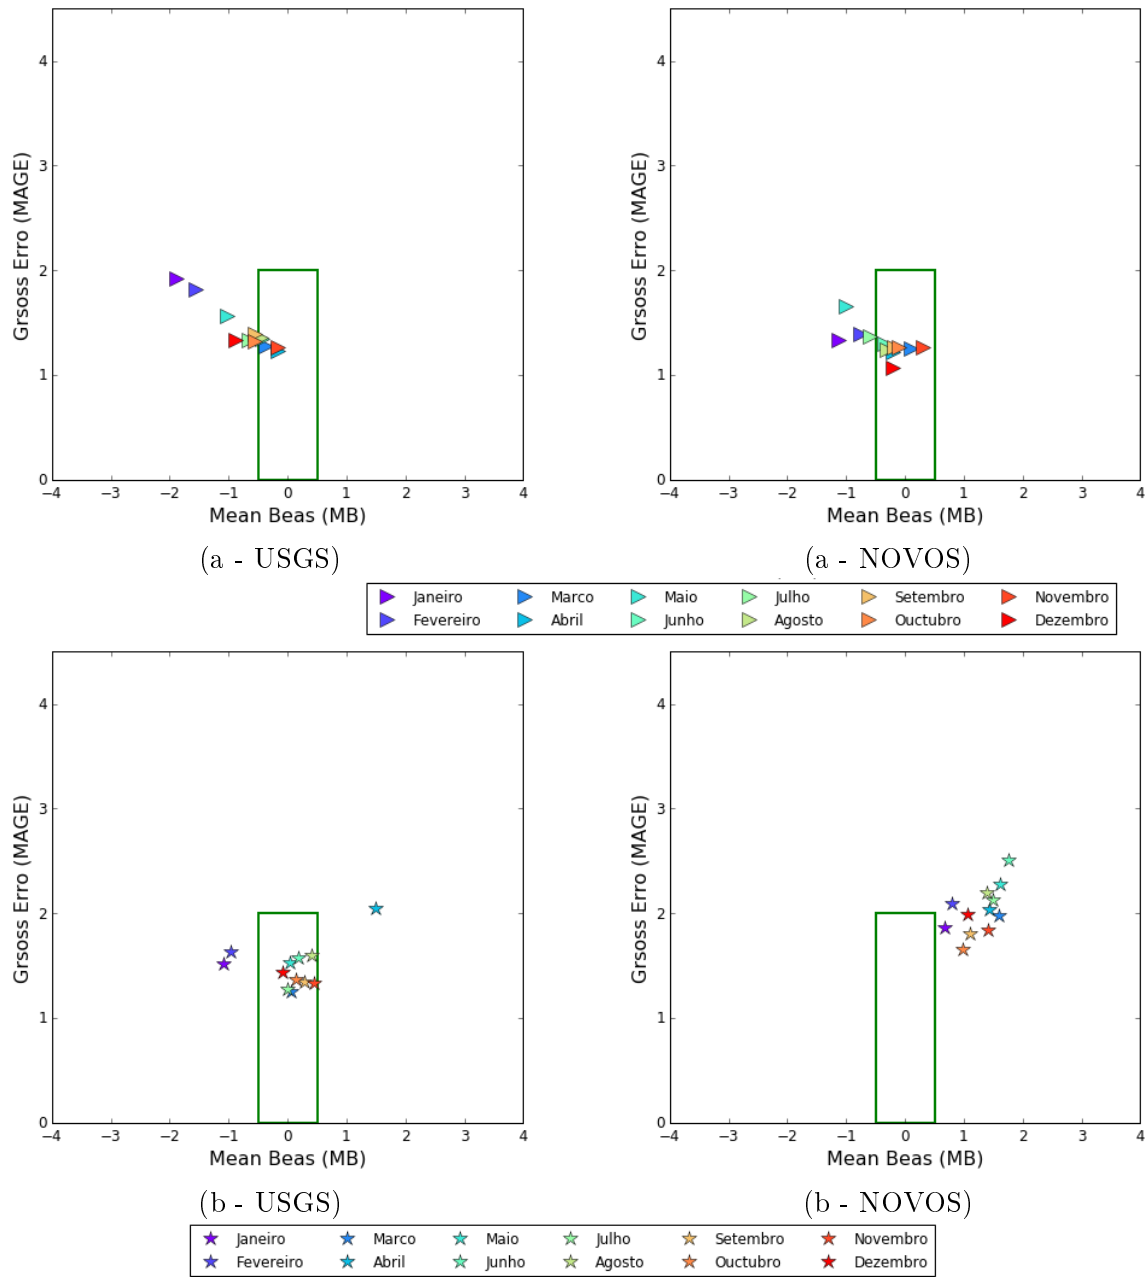 4
3
2
1
0
−4 −3 −2 −1 0 1 2 3 4
Grsoss Erro (MAGE)
Mean Beas (MB)
(a - USGS)
4
3
2
1
0
−4 −3 −2 −1 0 1 2 3 4
Grsoss Erro (MAGE)
Mean Beas (MB)
(a - NOVOS)
Janeiro Marco Maio Julho Setembro Novembro
Fevereiro Abril Junho Agosto Ouctubro Dezembro
4
3
2
1
0
−4 −3 −2 −1 0 1 2 3 4
Grsoss Erro (MAGE)
Mean Beas (MB)
(b - USGS)
4
3
2
1
0
−4 −3 −2 −1 0 1 2 3 4
Grsoss Erro (MAGE)
Mean Beas (MB)
(b - NOVOS)
Janeiro Marco Maio Julho Setembro Novembro
Fevereiro Abril Junho Agosto Ouctubro Dezembro